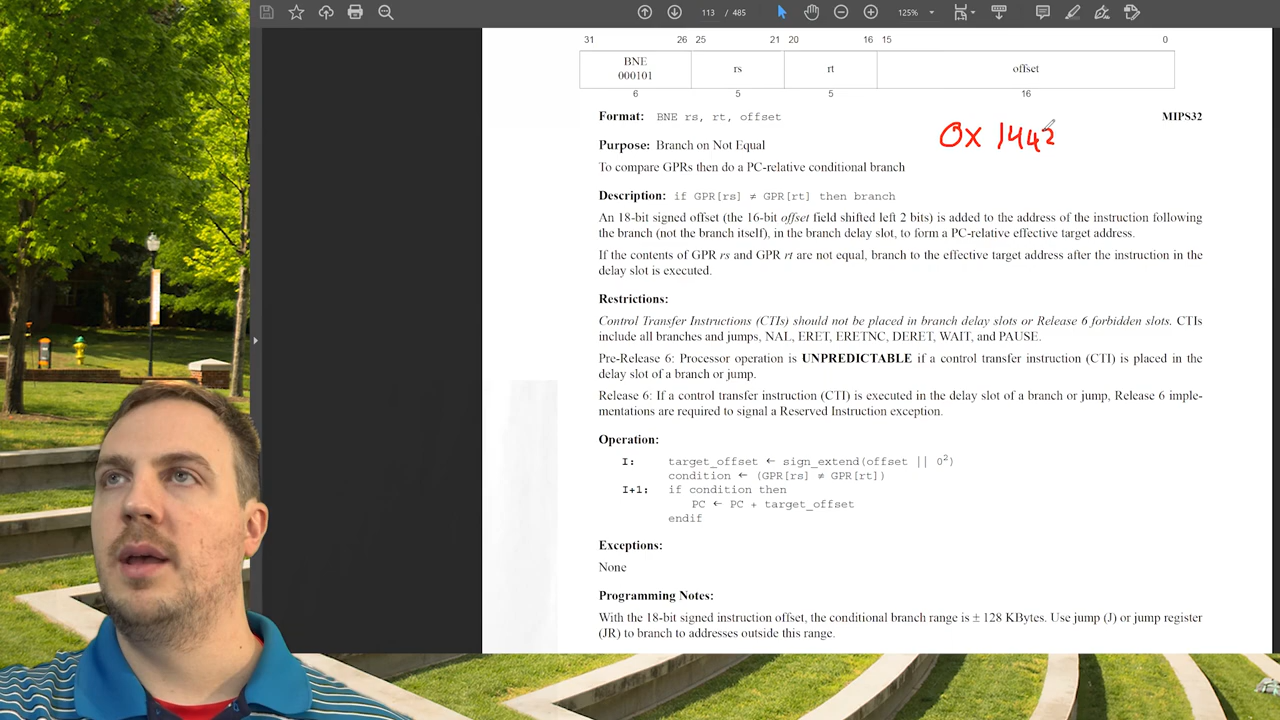 113 / 485
125%
31 26 25 21 20 16 15 0
BNE
000101 rs rt offset
6 5 5 16
Format: BNE rs, rt, offset MIPS32
0x 1442
Purpose: Branch on Not Equal
To compare GPRs then do a PC-relative conditional branch
Description: if GPR[rs] ≠ GPR[rt] then branch
An 18-bit signed offset (the 16-bit offset field shifted left 2 bits) is added to the address of the instruction following
the branch (not the branch itself), in the branch delay slot, to form a PC-relative effective target address.
If the contents of GPR rs and GPR rt are not equal, branch to the effective target address after the instruction in the
delay slot is executed.
Restrictions:
Control Transfer Instructions (CTIs) should not be placed in branch delay slots or Release 6 forbidden slots. CTIs
include all branches and jumps, NAL, ERET, ERETNC, DERET, WAIT, and PAUSE.
Pre-Release 6: Processor operation is UNPREDICTABLE if a control transfer instruction (CTI) is placed in the
delay slot of a branch or jump.
Release 6: If a control transfer instruction (CTI) is executed in the delay slot of a branch or jump, Release 6 imple-
mentations are required to signal a Reserved Instruction exception.
Operation:
I: target_offset ← sign_extend(offset || 0²)
condition ← (GPR[rs] ≠ GPR[rt])
I+1: if condition then
PC ← PC + target_offset
endif
Exceptions:
None
Programming Notes:
With the 18-bit signed instruction offset, the conditional branch range is ± 128 KBytes. Use jump (J) or jump register
(JR) to branch to addresses outside this range.